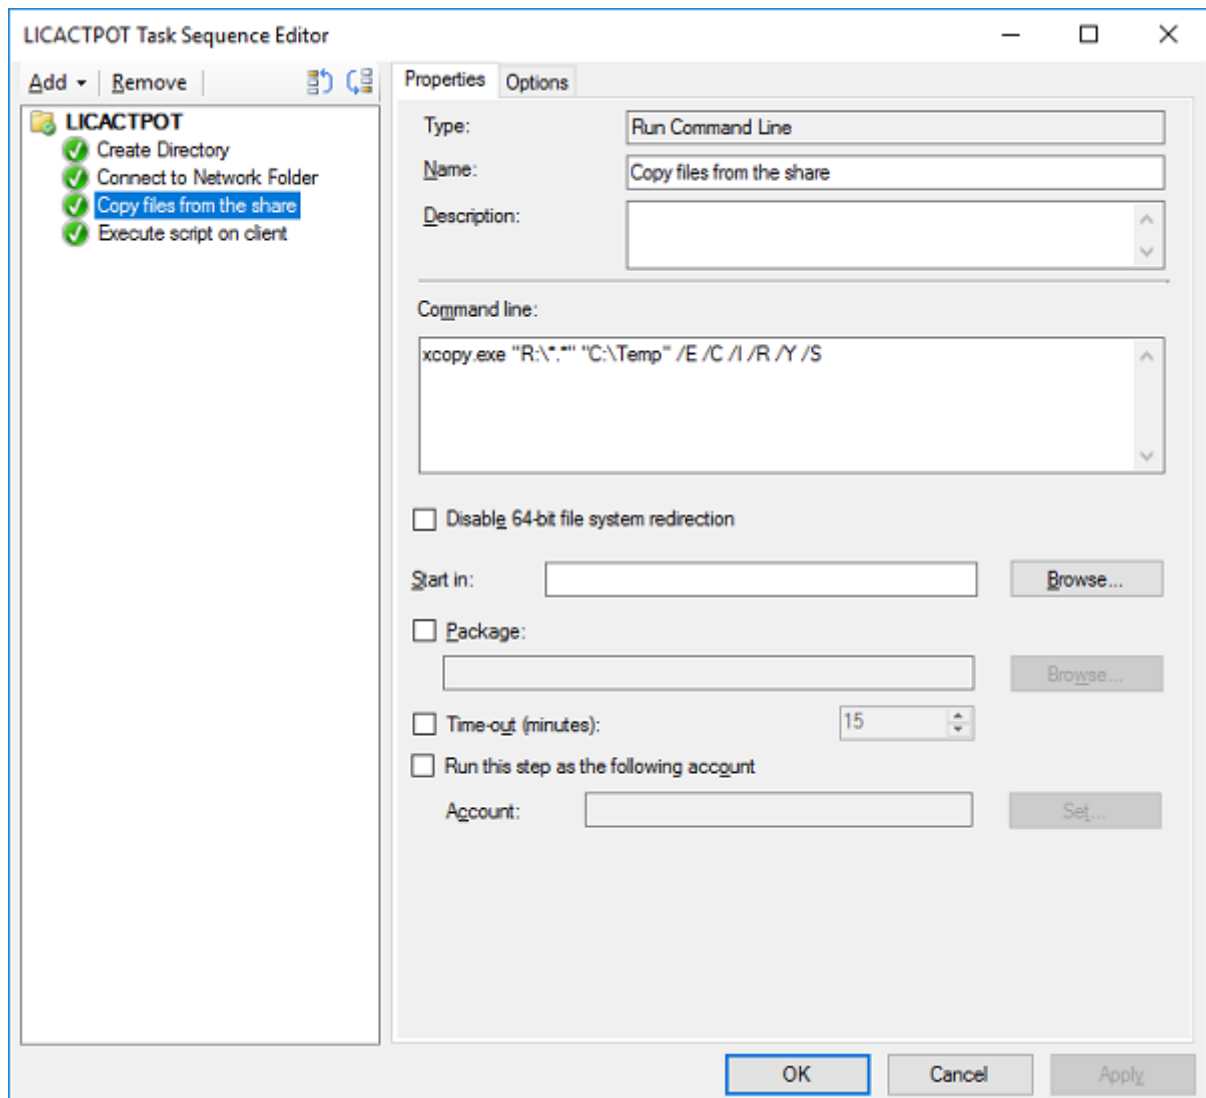 LICACTPOT Task Sequence Editor
Add Remove
LICACTPOT
Create Directory
Connect to Network Folder
Copy files from the share
Execute script on client
Properties Options
Type: Run Command Line
Name: Copy files from the share
Description:
Command line:
xcopy.exe "R:\*.*" "C:\Temp" /E /C /I /R /Y /S
Disable 64-bit file system redirection
Start in: Browse...
Package:
Browse...
Time-out (minutes): 15
Run this step as the following account
Account: Set...
OK Cancel Apply